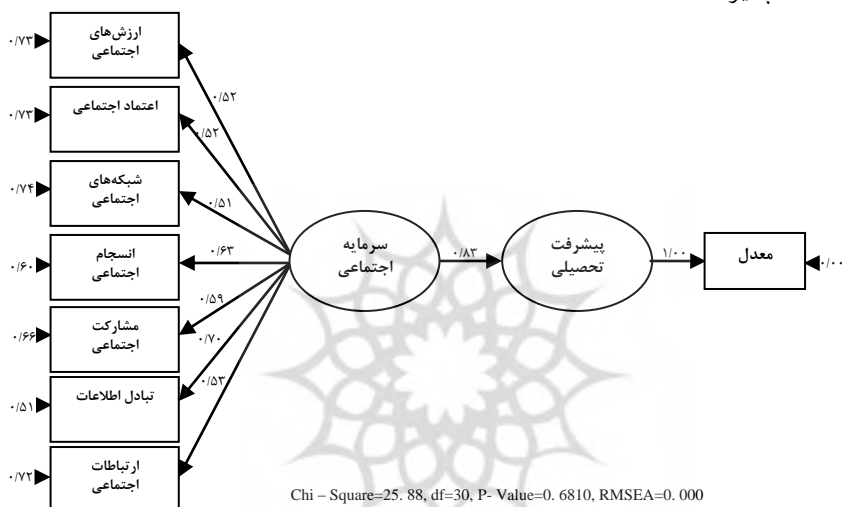 ۰/۷۳
ارزش‌های
اجتماعی
۰/۵۲
۰/۷۳
اعتماد اجتماعی
۰/۵۲
۰/۷۴
شبکه‌های
اجتماعی
۰/۵۱
۰/۶۰
انسجام
اجتماعی
۰/۶۳
۰/۶۶
مشارکت
اجتماعی
۰/۵۹
۰/۵۱
تبادل اطلاعات
۰/۷۰
۰/۷۲
ارتباطات
اجتماعی
۰/۵۳
سرمایه
اجتماعی
۰/۸۳
پیشرفت
تحصیلی
۱/۰۰
معدل
۰/۰۰
Chi – Square=25. 88, df=30, P- Value=0. 6810, RMSEA=0. 000